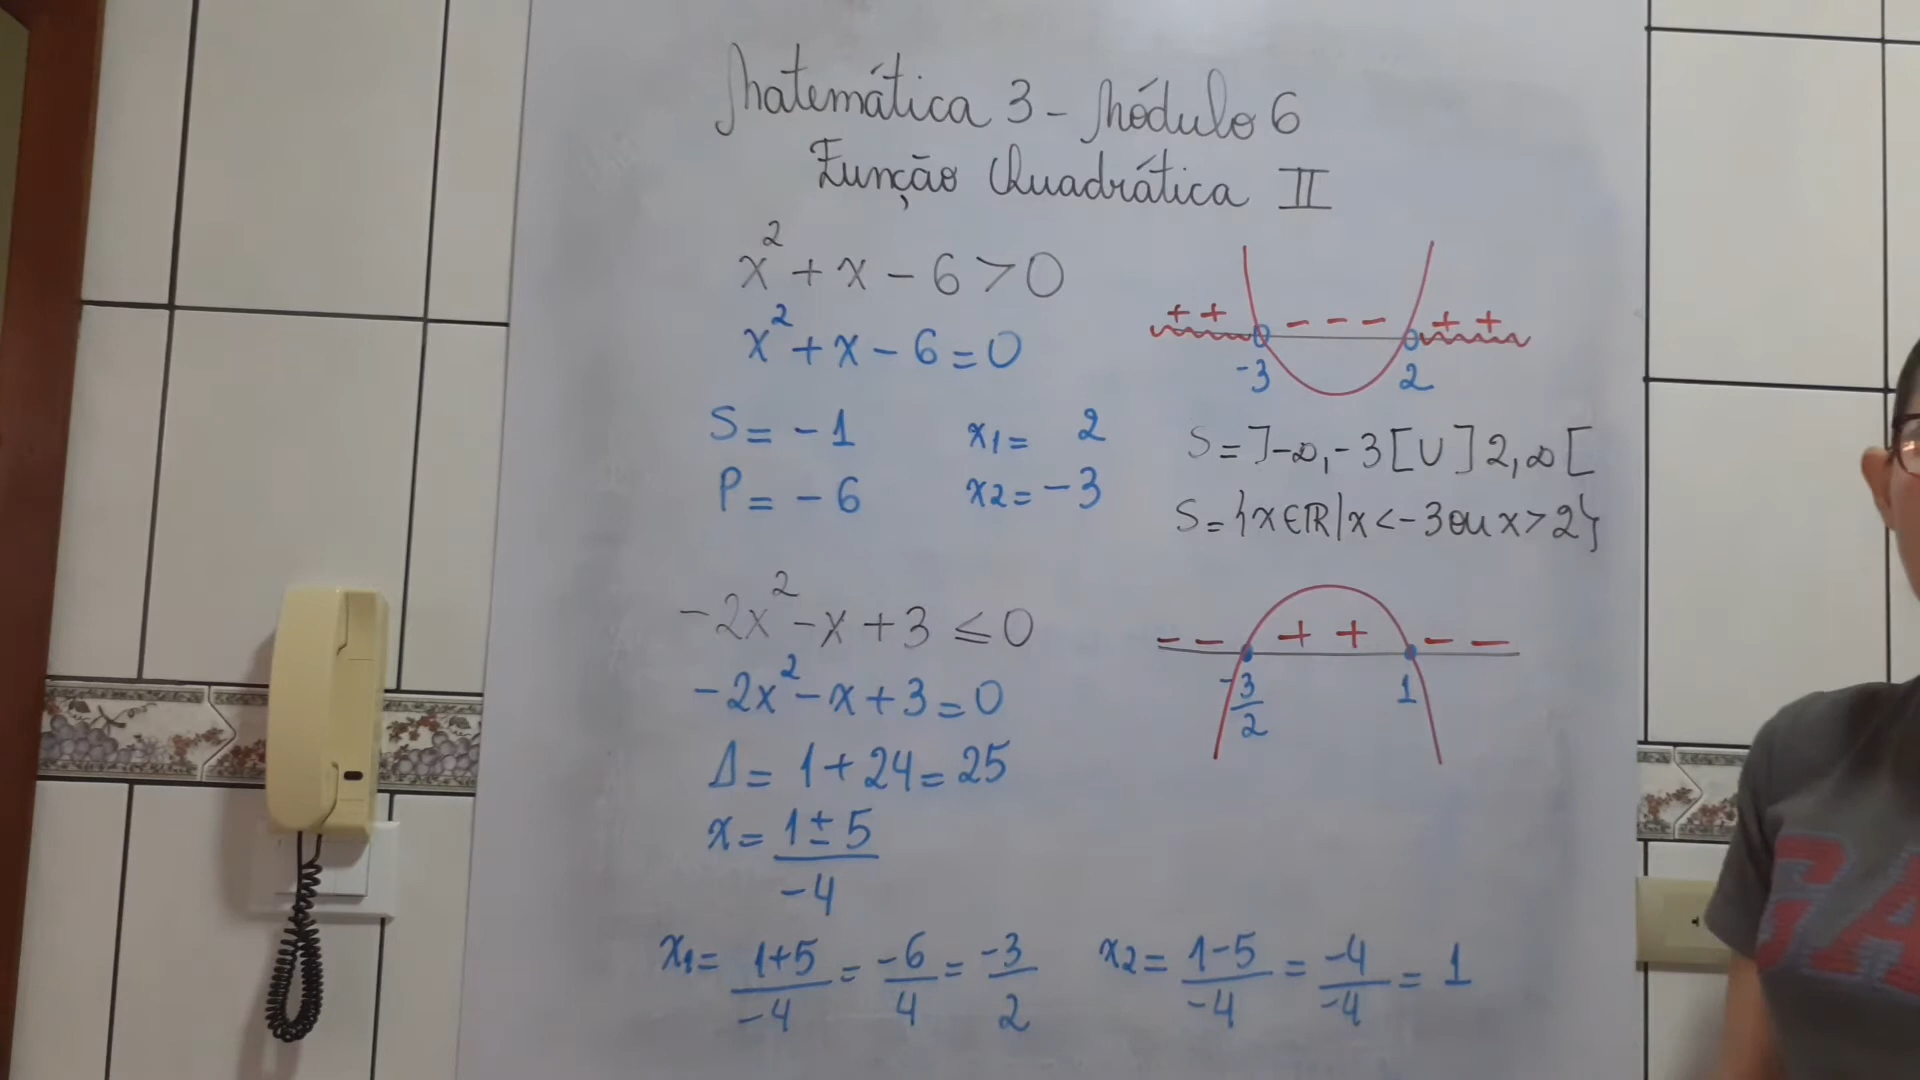 Matemática 3 - Módulo 6
Função Quadrática II
x² + x - 6 > 0
x² + x - 6 = 0
S = -1
P = -6
x1 = 2
x2 = -3
++ --- ++
-3 2
S = ]-∞, -3[ U ]2, ∞[
S = {x ∈ ℝ | x < -3 ou x > 2}
-2x² - x + 3 ≤ 0
-2x² - x + 3 = 0
Δ = 1 + 24 = 25
x = 1 ± 5 / -4
x1 = 1+5 / -4 = -6 / 4 = -3 / 2
x2 = 1-5 / -4 = -4 / -4 = 1
-- ++ --
-3/2 1